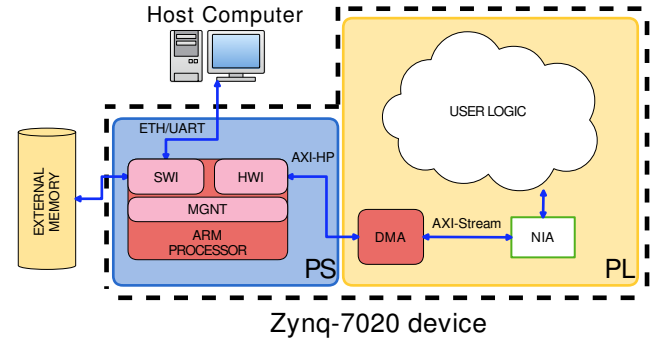 Host Computer
USER LOGIC
ETH/UART
AXI-HP
EXTERNAL
MEMORY
SWI
HWI
MGNT
ARM
PROCESSOR
DMA
AXI-Stream
NIA
PS
PL
Zynq-7020 device